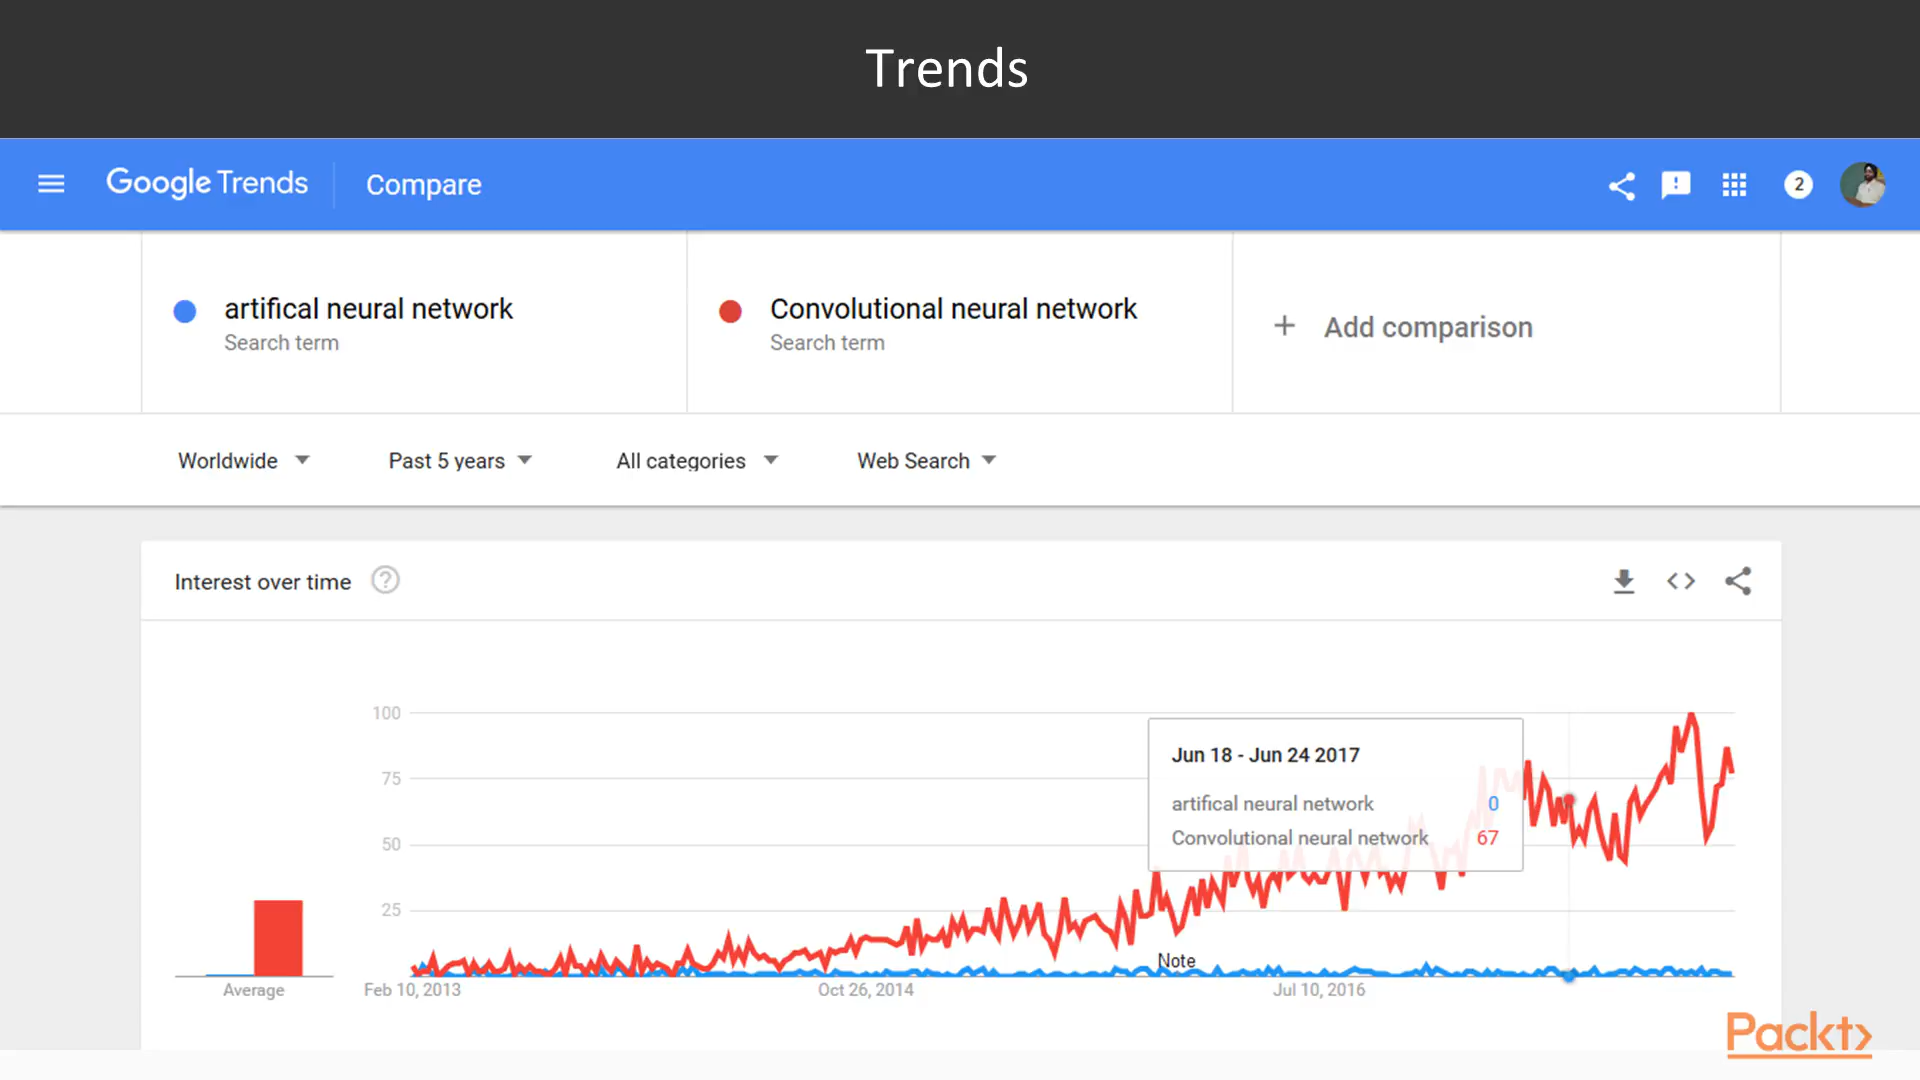 Trends
Google Trends
Compare
2
artifical neural network
Search term
Convolutional neural network
Search term
+ Add comparison
Worldwide
Past 5 years
All categories
Web Search
Interest over time ?
100
75
50
25
Jun 18 - Jun 24 2017
artifical neural network 0
Convolutional neural network 67
Note
Average
Feb 10, 2013
Oct 26, 2014
Jul 10, 2016
Packt>